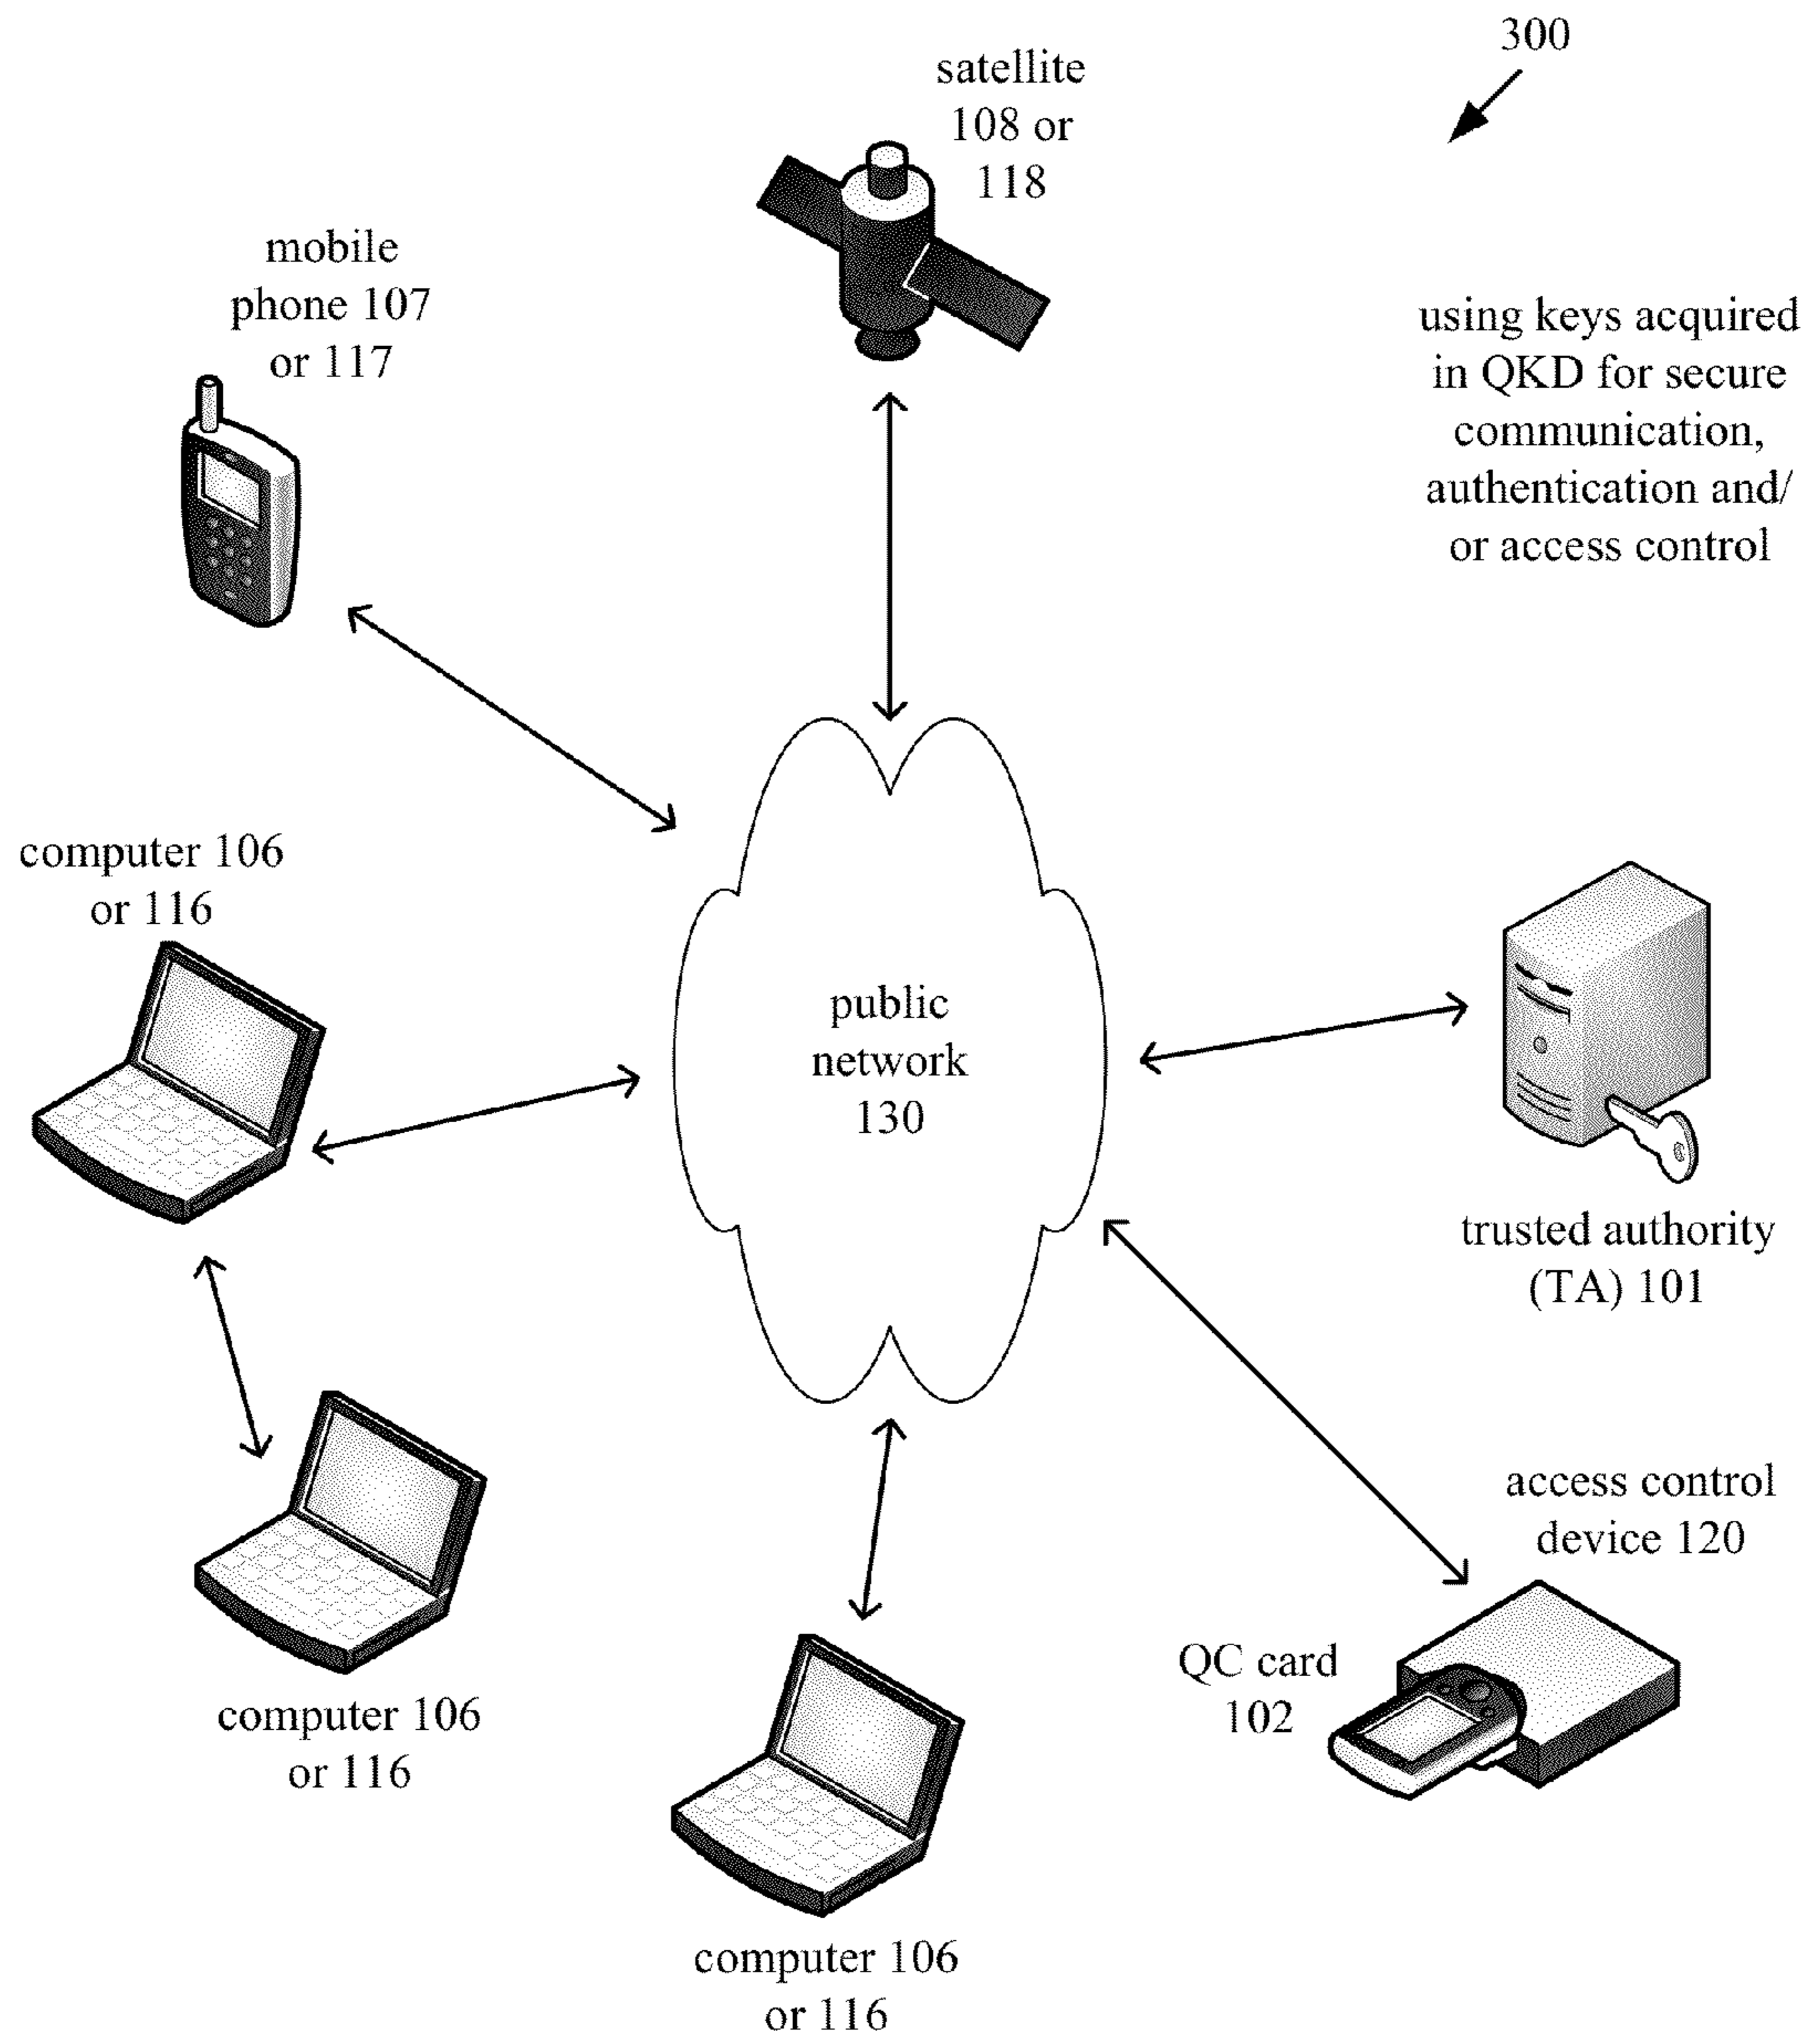 300
satellite
108 or
118
mobile
phone 107
or 117
using keys acquired
in QKD for secure
communication,
authentication and/
or access control
computer 106
or 116
public
network
130
trusted authority
(TA) 101
access control
device 120
QC card
102
computer 106
or 116
computer 106
or 116